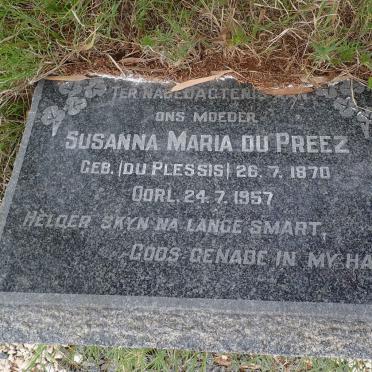 TER NAGEDAGTENIS AAN
ONS MOEDER
SUSANNA MARIA DU PREEZ
GEB. (DU PLESSIS) 26. 7. 1870
OORL. 24. 7. 1957
HELDER SKYN NA LANGE SMART,
GODS GENADE IN MY HA